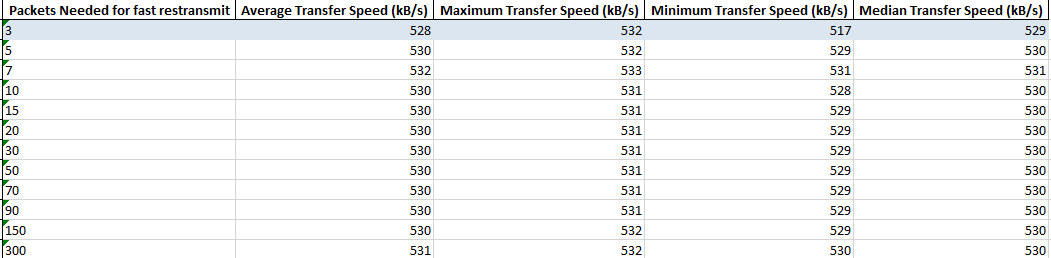 Packets Needed for fast restransmit Average Transfer Speed (kB/s) Maximum Transfer Speed (kB/s) Minimum Transfer Speed (kB/s) Median Transfer Speed (kB/s)
3 528 532 517 529
5 530 532 529 530
7 532 533 531 531
10 530 531 528 530
15 530 531 529 530
20 530 531 529 530
30 530 531 529 530
50 530 531 529 530
70 530 531 529 530
90 530 531 529 530
150 530 532 529 530
300 531 532 530 530